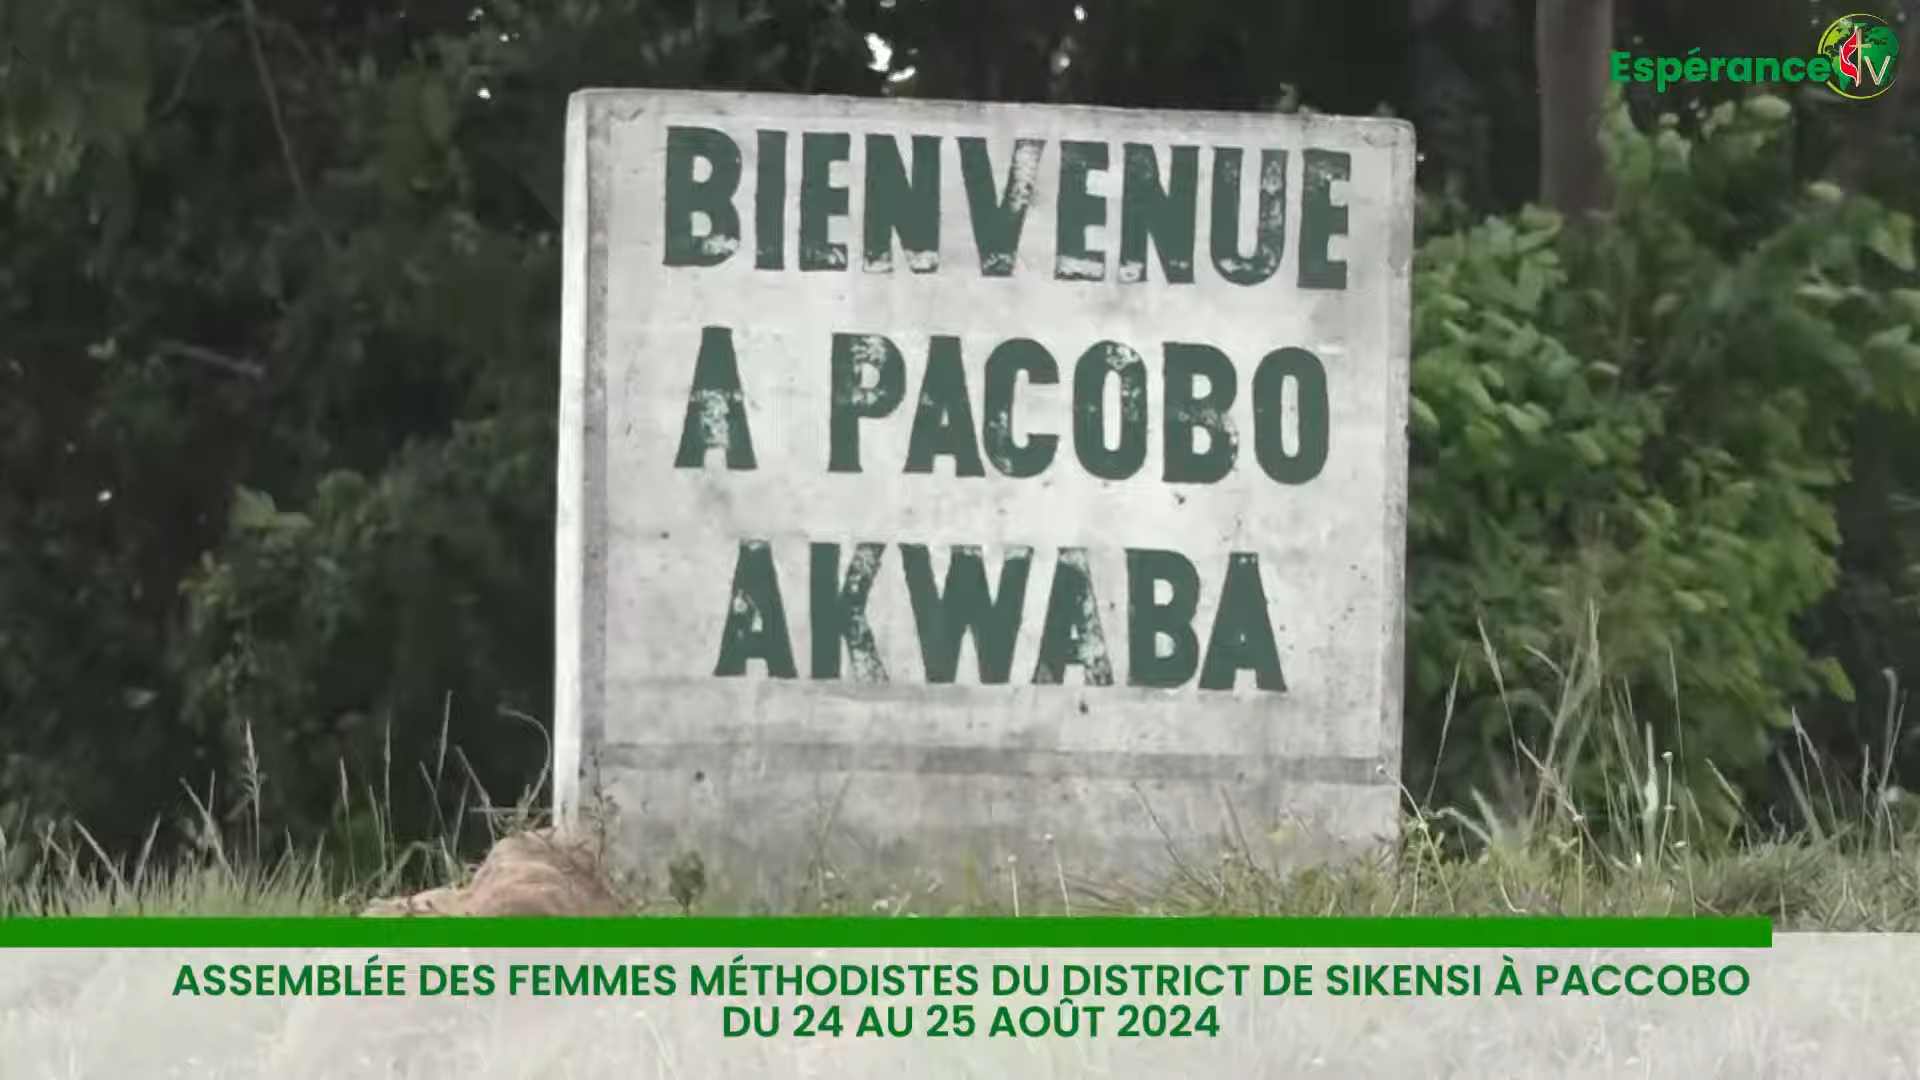 Espérance TV
BIENVENUE
A PACOBO
AKWABA
ASSEMBLÉE DES FEMMES MÉTHODISTES DU DISTRICT DE SIKENSI À PACCOBO
DU 24 AU 25 AOÛT 2024